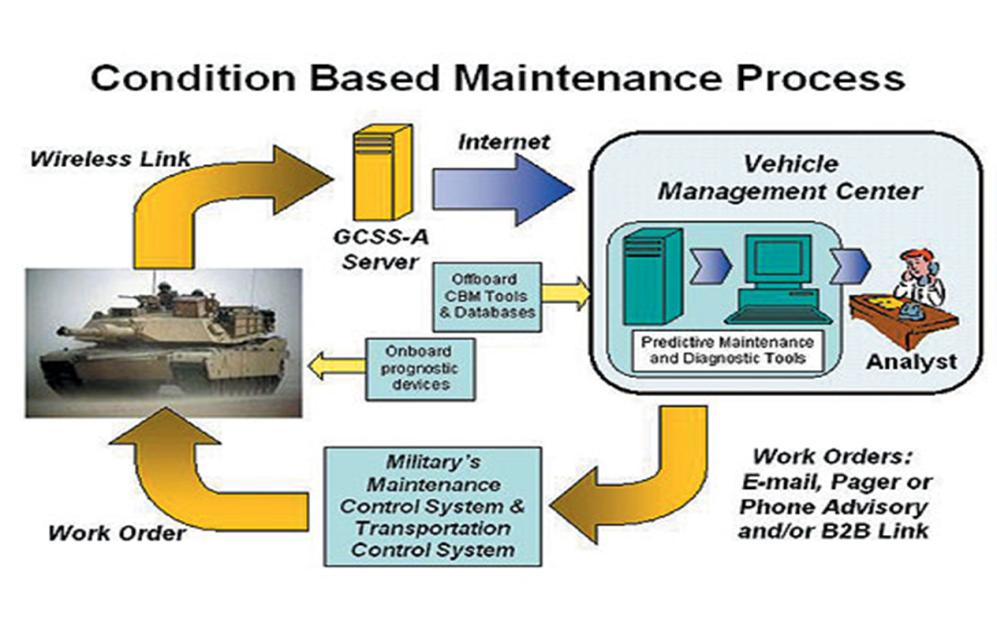 Condition Based Maintenance Process
Wireless Link
Internet
GCSS-A
Server
Vehicle
Management Center
Offboard
CBM Tools
& Databases
Onboard
prognostic
devices
Predictive Maintenance
and Diagnostic Tools
Analyst
Military's
Maintenance
Control System &
Transportation
Control System
Work Order
Work Orders:
E-mail, Pager or
Phone Advisory
and/or B2B Link